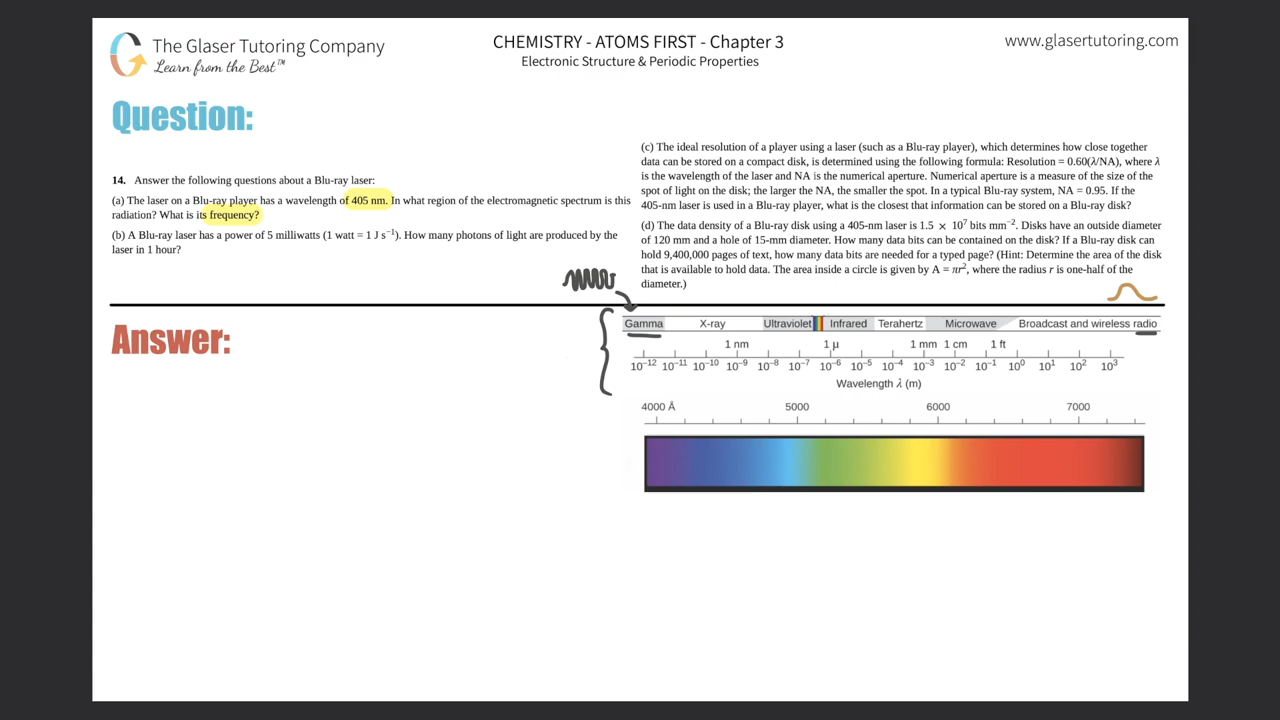 The Glaser Tutoring Company
Learn from the Best™
CHEMISTRY - ATOMS FIRST - Chapter 3
Electronic Structure & Periodic Properties
www.glasertutoring.com
Question:
14. Answer the following questions about a Blu-ray laser:
(a) The laser on a Blu-ray player has a wavelength of 405 nm. In what region of the electromagnetic spectrum is this
radiation? What is its frequency?
(b) A Blu-ray laser has a power of 5 milliwatts (1 watt = 1 J s⁻¹). How many photons of light are produced by the
laser in 1 hour?
(c) The ideal resolution of a player using a laser (such as a Blu-ray player), which determines how close together
data can be stored on a compact disk, is determined using the following formula: Resolution = 0.60(λ/NA), where λ
is the wavelength of the laser and NA is the numerical aperture. Numerical aperture is a measure of the size of the
spot of light on the disk; the larger the NA, the smaller the spot. In a typical Blu-ray system, NA = 0.95. If the
405-nm laser is used in a Blu-ray player, what is the closest that information can be stored on a Blu-ray disk?
(d) The data density of a Blu-ray disk using a 405-nm laser is 1.5 × 10⁷ bits mm⁻². Disks have an outside diameter
of 120 mm and a hole of 15-mm diameter. How many data bits can be contained on the disk? If a Blu-ray disk can
hold 9,400,000 pages of text, how many data bits are needed for a typed page? (Hint: Determine the area of the disk
that is available to hold data. The area inside a circle is given by A = πr², where the radius r is one-half of the
diameter.)
Answer:
Gamma X-ray Ultraviolet Infrared Terahertz Microwave Broadcast and wireless radio
1 nm 1 µ 1 mm 1 cm 1 ft
10⁻¹² 10⁻¹¹ 10⁻¹⁰ 10⁻⁹ 10⁻⁸ 10⁻⁷ 10⁻⁶ 10⁻⁵ 10⁻⁴ 10⁻³ 10⁻² 10⁻¹ 10⁰ 10¹ 10² 10³
Wavelength λ (m)
4000 Å 5000 6000 7000